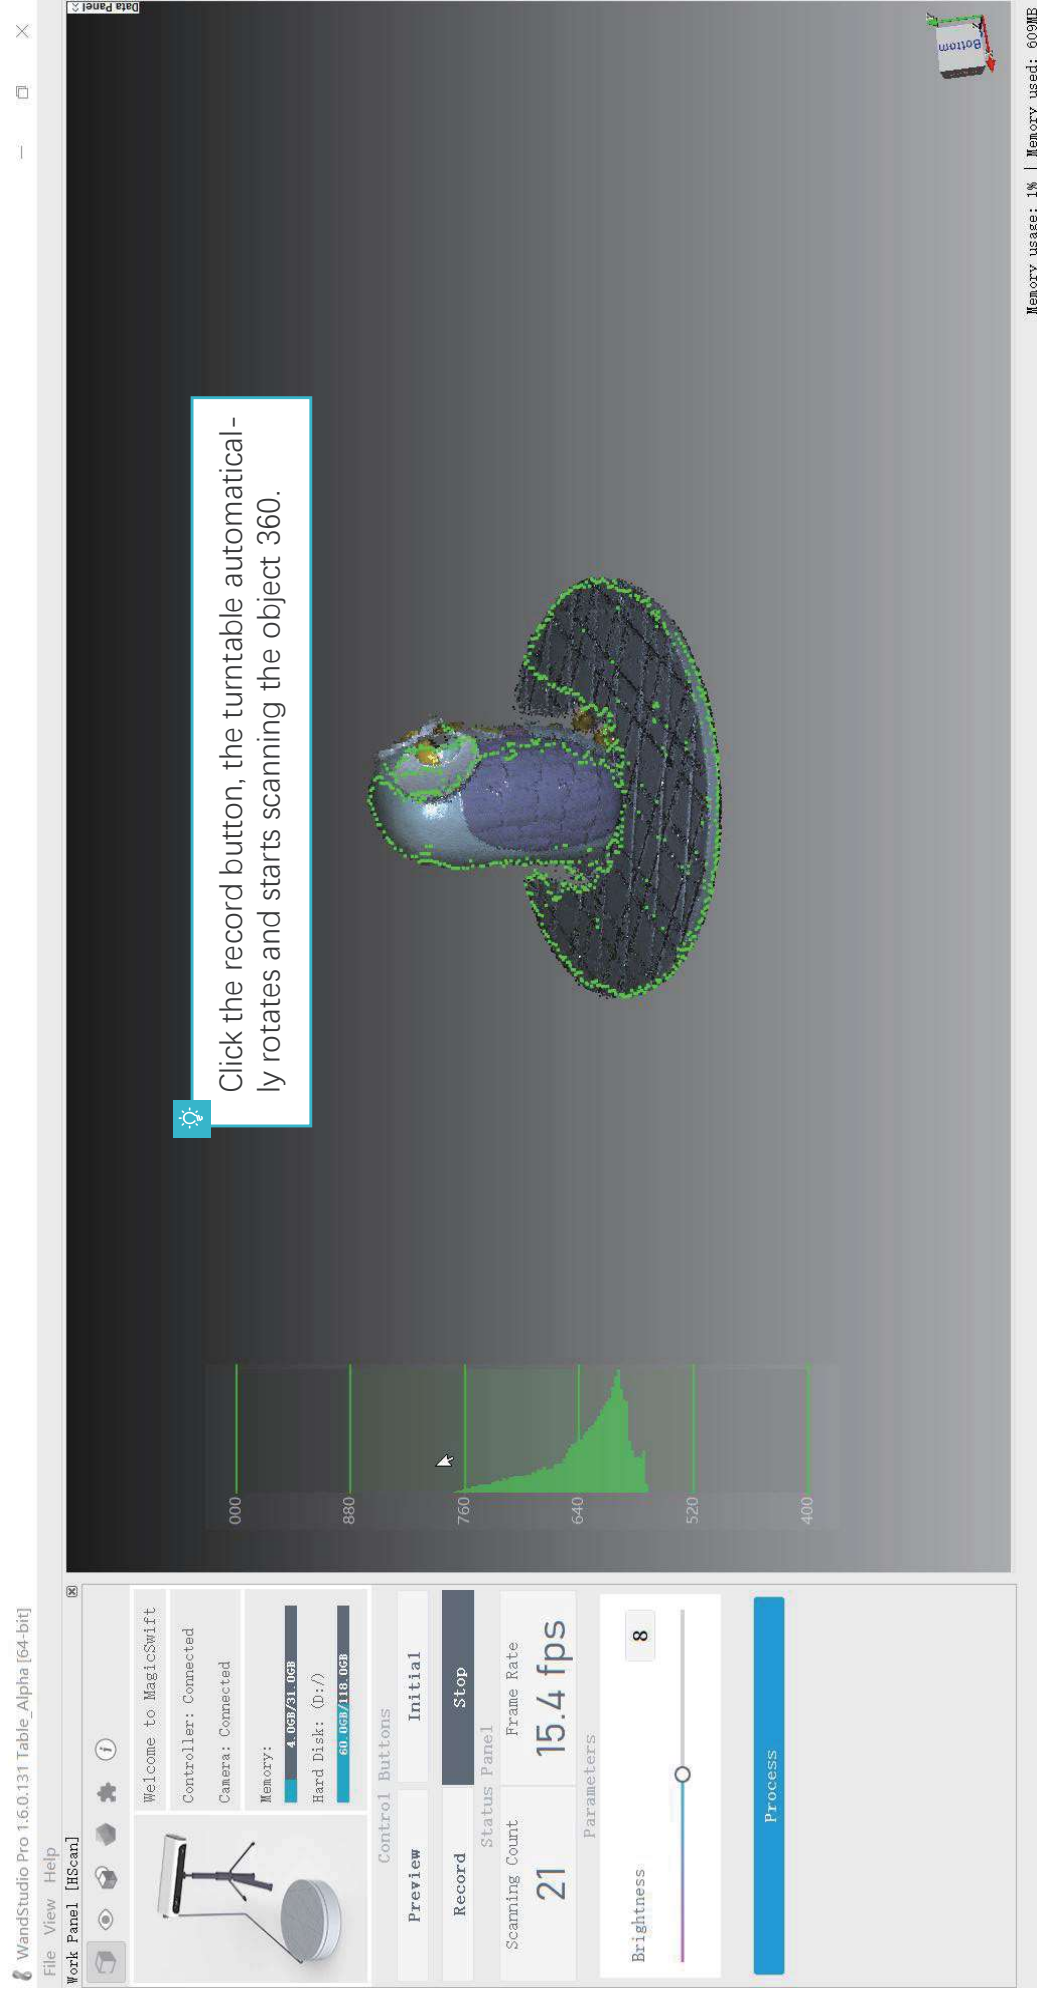 WandStudio Pro 1.6.0.131 Table_Alpha [64-bit]
File View Help
Work Panel [HScan]
Welcome to MagicSwift
Controller: Connected
Camera: Connected
Memory:
4.0GB/31.0GB
Hard Disk: (D:/)
60.0GB/118.0GB
Control Buttons
Preview Initial
Record Stop
Status Panel
Scanning Count Frame Rate
21 15.4 fps
Parameters
Brightness 8
Process
000
880
760
640
520
400
Click the record button, the turntable automatical-
ly rotates and starts scanning the object 360.
Data Panel
Bottom
Memory usage: 1% | Memory used: 609MB